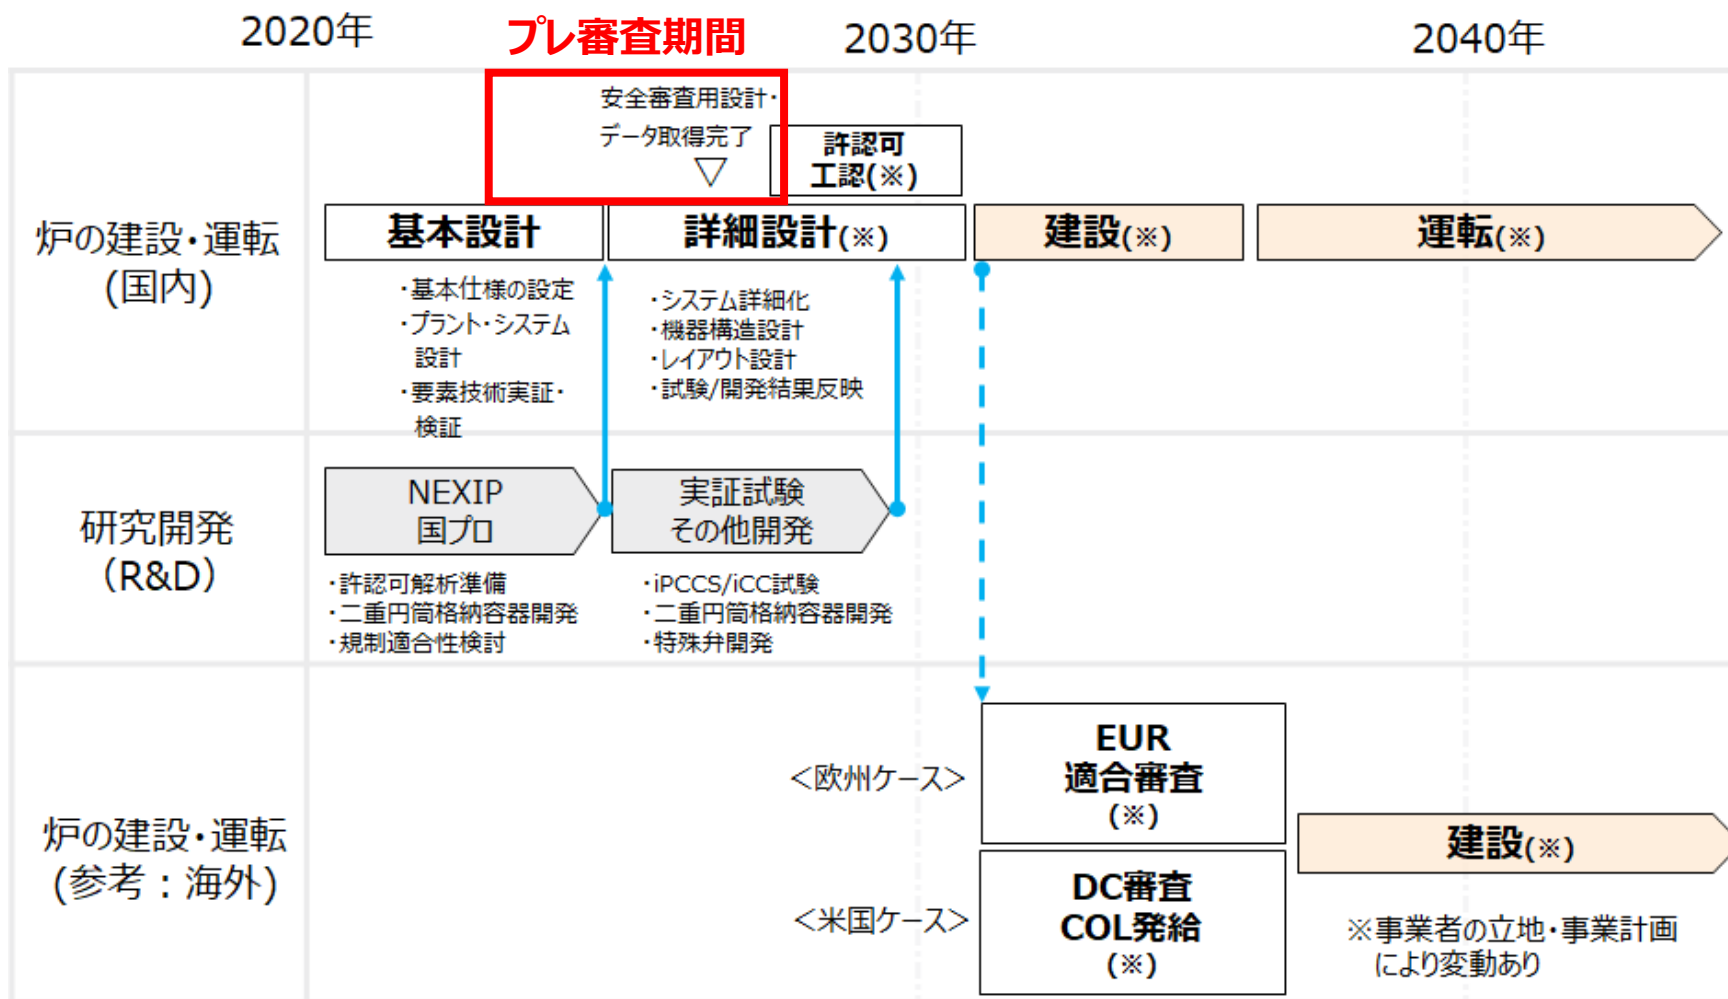 2020年
プレ審査期間
2030年
2040年
安全審査用設計・
データ取得完了
▽
許認可
工認(※)
炉の建設・運転
(国内)
基本設計
詳細設計(※)
建設(※)
運転(※)
・基本仕様の設定
・プラント・システム
設計
・要素技術実証・
検証
・システム詳細化
・機器構造設計
・レイアウト設計
・試験/開発結果反映
研究開発
（R&D）
NEXIP
国プロ
実証試験
その他開発
・許認可解析準備
・二重円筒格納容器開発
・規制適合性検討
・iPCCS/iCC試験
・二重円筒格納容器開発
・特殊弁開発
炉の建設・運転
(参考：海外)
＜欧州ケース＞
EUR
適合審査
(※)
＜米国ケース＞
DC審査
COL発給
(※)
建設(※)
※事業者の立地・事業計画
により変動あり